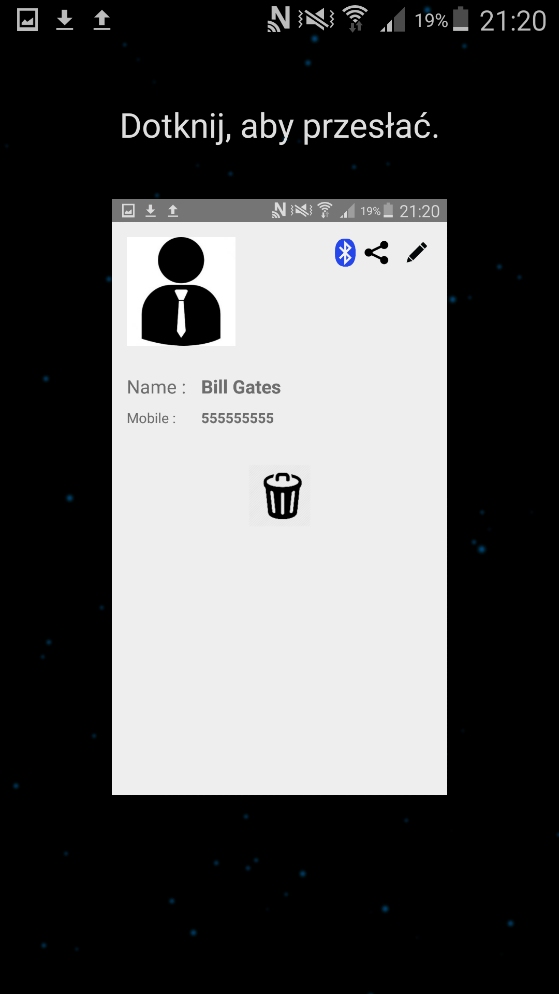 19% 21:20
Dotknij, aby przesłać.
19% 21:20
Name : Bill Gates
Mobile : 555555555